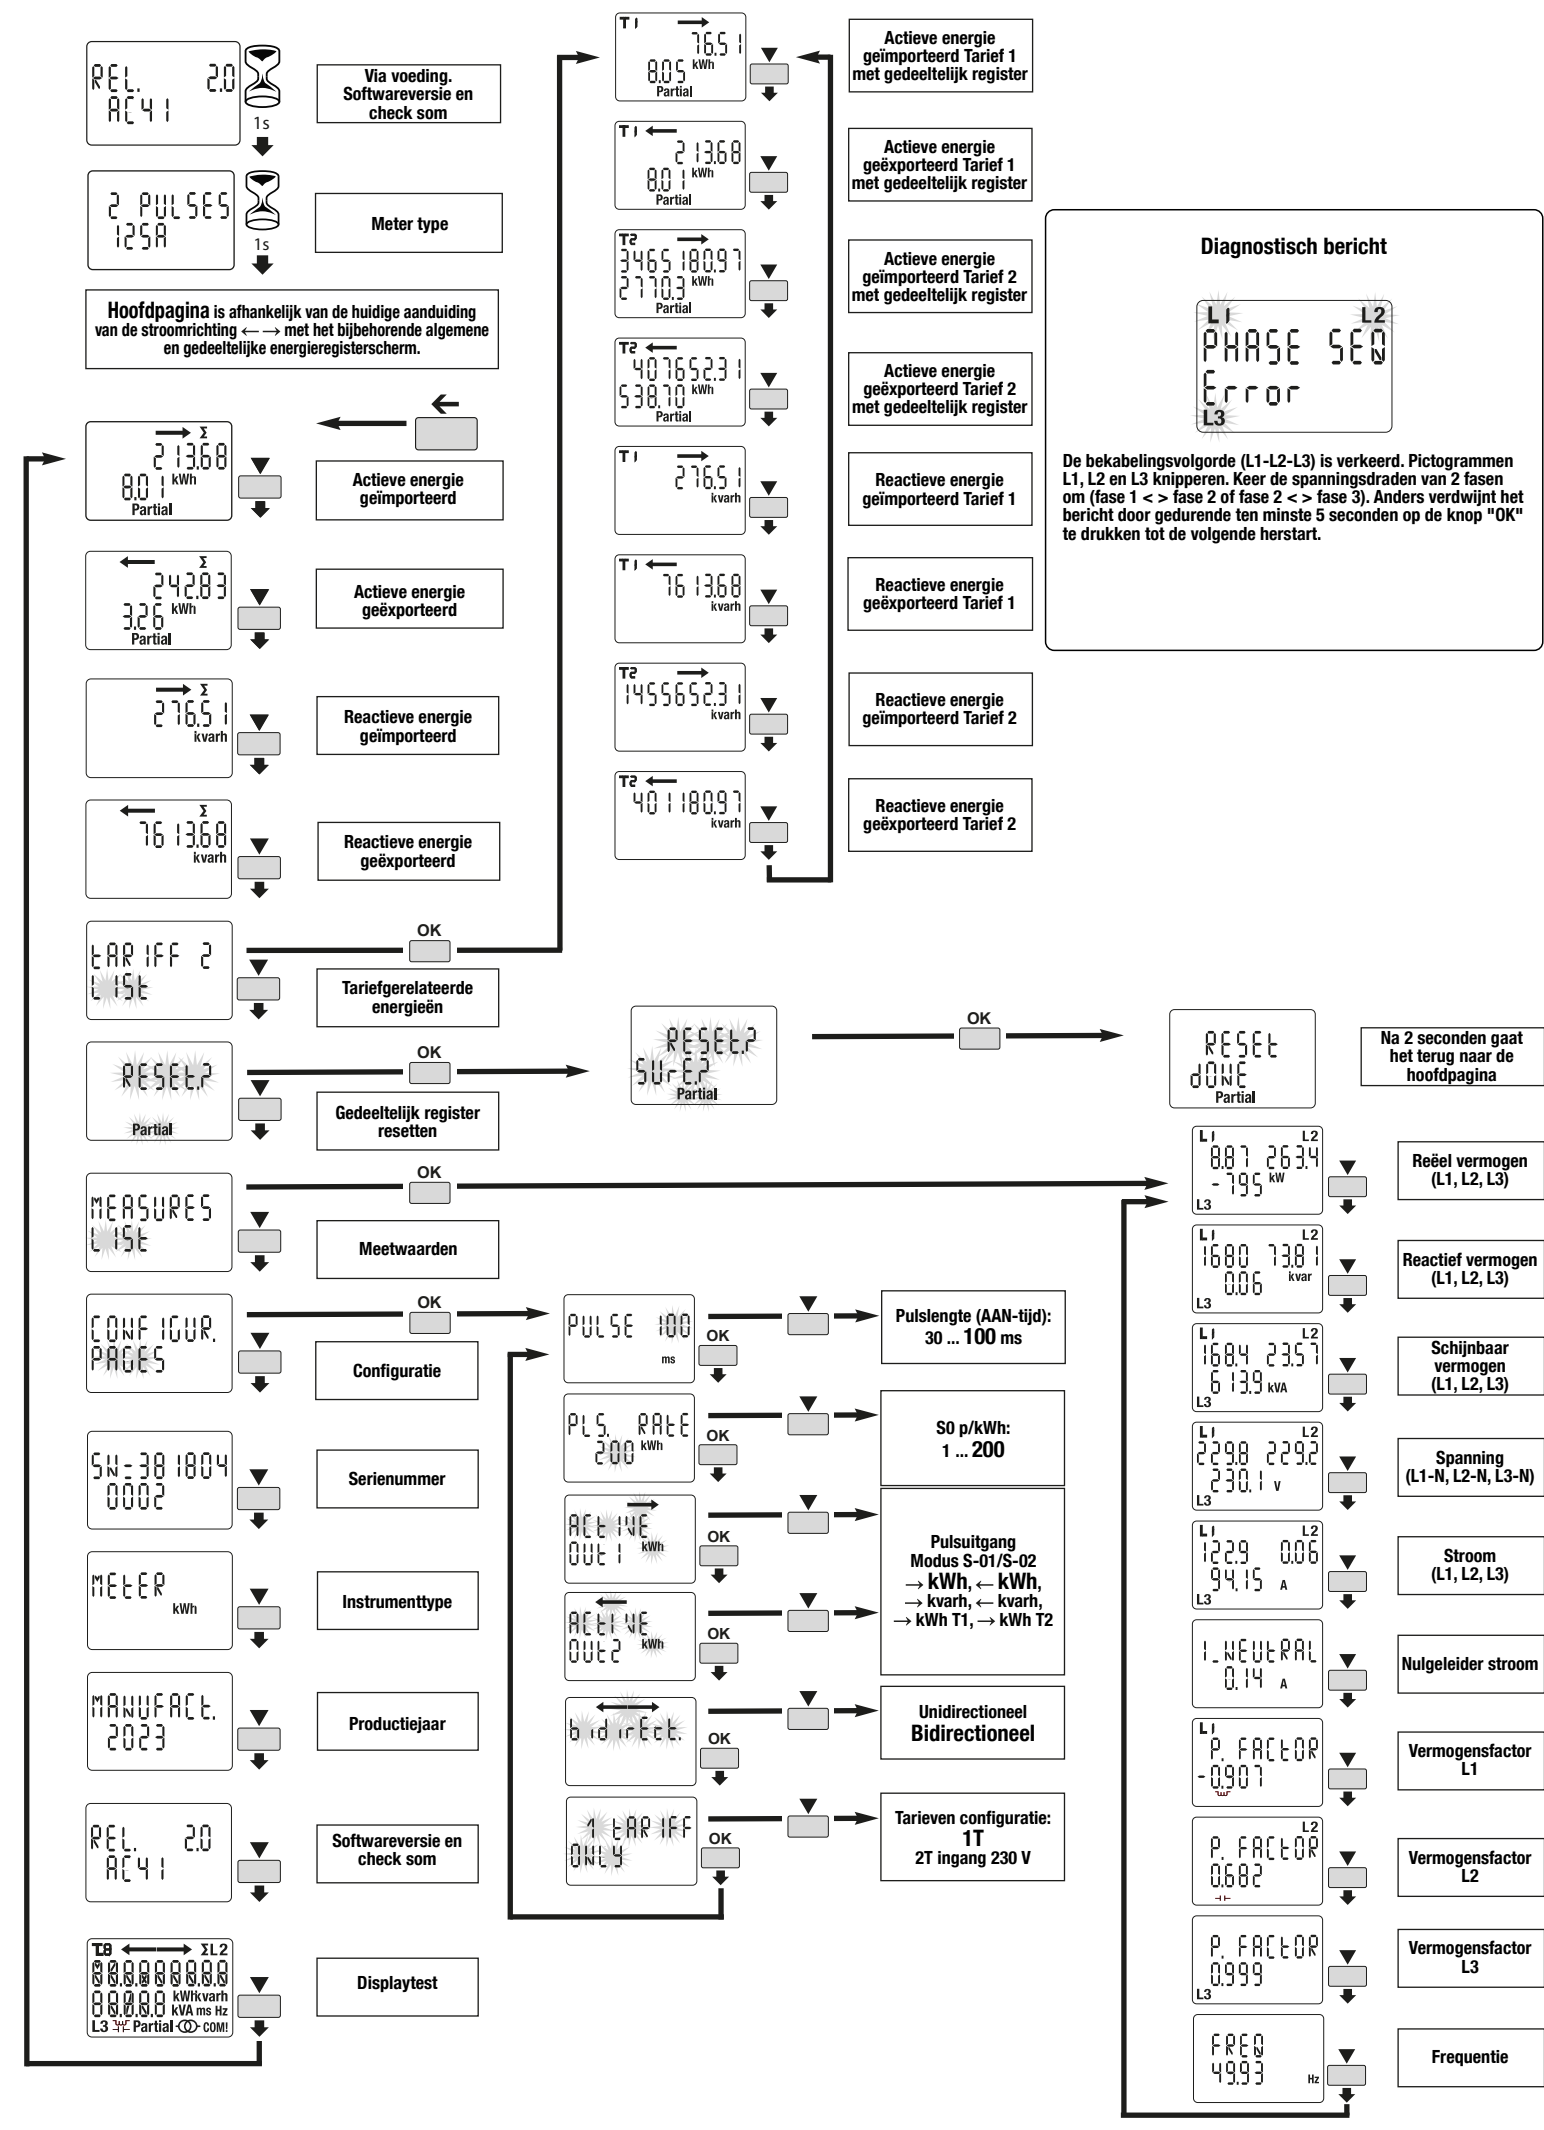 REL. 2.0
AC41
1s
Via voeding.
Softwareversie en
check som
2 PULSES
125A
1s
Meter type
Hoofdpagina is afhankelijk van de huidige aanduiding
van de stroomrichting ←→ met het bijbehorende algemene
en gedeeltelijke energieregisterscherm.
→ Σ
213.68
8.01 kWh
Partial
←
Actieve energie
geïmporteerd
← Σ
242.83
3.26 kWh
Partial
Actieve energie
geëxporteerd
→ Σ
276.51
kvarh
Reactieve energie
geïmporteerd
← Σ
7613.68
kvarh
Reactieve energie
geëxporteerd
tARIFF 2
LISt
OK
Tariefgerelateerde
energieën
RESEt.?
Partial
OK
Gedeeltelijk register
resetten
MEASURES
LISt
OK
Meetwaarden
CONFIGUR.
PAGES
OK
Configuratie
SN=381804
0002
Serienummer
MEtER
kWh
Instrumenttype
MANUFACt.
2023
Productiejaar
REL. 2.0
AC41
Softwareversie en
check som
ΣL2
kWhkvarh
kVA ms Hz
L3 Partial COM!
Displaytest
T1 →
76.51
8.05 kWh
Partial
Actieve energie
geïmporteerd Tarief 1
met gedeeltelijk register
T1 ←
213.68
8.01 kWh
Partial
Actieve energie
geëxporteerd Tarief 1
met gedeeltelijk register
T2 →
3465180.97
2770.3 kWh
Partial
Actieve energie
geïmporteerd Tarief 2
met gedeeltelijk register
T2 ←
407652.31
538.70 kWh
Partial
Actieve energie
geëxporteerd Tarief 2
met gedeeltelijk register
T1 →
276.51
kvarh
Reactieve energie
geïmporteerd Tarief 1
T1 ←
7613.68
kvarh
Reactieve energie
geëxporteerd Tarief 1
T2 →
1455652.31
kvarh
Reactieve energie
geïmporteerd Tarief 2
T2 ←
401180.97
kvarh
Reactieve energie
geëxporteerd Tarief 2
Diagnostisch bericht
L1 L2
PHASE SEQ
Error
L3
De bekabelingsvolgorde (L1-L2-L3) is verkeerd. Pictogrammen
L1, L2 en L3 knipperen. Keer de spanningsdraden van 2 fasen
om (fase 1 < > fase 2 of fase 2 < > fase 3). Anders verdwijnt het
bericht door gedurende ten minste 5 seconden op de knop "OK"
te drukken tot de volgende herstart.
RESEt.?
SUrE.?
Partial
OK
RESEt
dONE
Partial
Na 2 seconden gaat
het terug naar de
hoofdpagina
PULSE 100
ms
OK
Pulslengte (AAN-tijd):
30 ... 100 ms
PLS. RAtE
200 kWh
OK
S0 p/kWh:
1 ... 200
→
ACtIVE
OUt1 kWh
OK
←
ACtIVE
OUt2 kWh
OK
Pulsuitgang
Modus S-01/S-02
→ kWh, ← kWh,
→ kvarh, ← kvarh,
→ kWh T1, → kWh T2
bidirEct.
OK
Unidirectioneel
Bidirectioneel
1 tARIFF
ONLY
OK
Tarieven configuratie:
1T
2T ingang 230 V
L1 L2
8.87 263.4
-795 kW
L3
Reëel vermogen
(L1, L2, L3)
L1 L2
1680 73.81
0.06 kvar
L3
Reactief vermogen
(L1, L2, L3)
L1 L2
168.4 23.57
613.9 kVA
L3
Schijnbaar
vermogen
(L1, L2, L3)
L1 L2
229.8 229.2
230.1 V
L3
Spanning
(L1-N, L2-N, L3-N)
L1 L2
122.9 0.06
94.15 A
L3
Stroom
(L1, L2, L3)
I_NEUtRAL
0.14 A
Nulgeleider stroom
L1
P. FACtOR
-0.907
Vermogensfactor
L1
L2
P. FACtOR
0.682
Vermogensfactor
L2
P. FACtOR
0.999
L3
Vermogensfactor
L3
FREQ
49.93 Hz
Frequentie